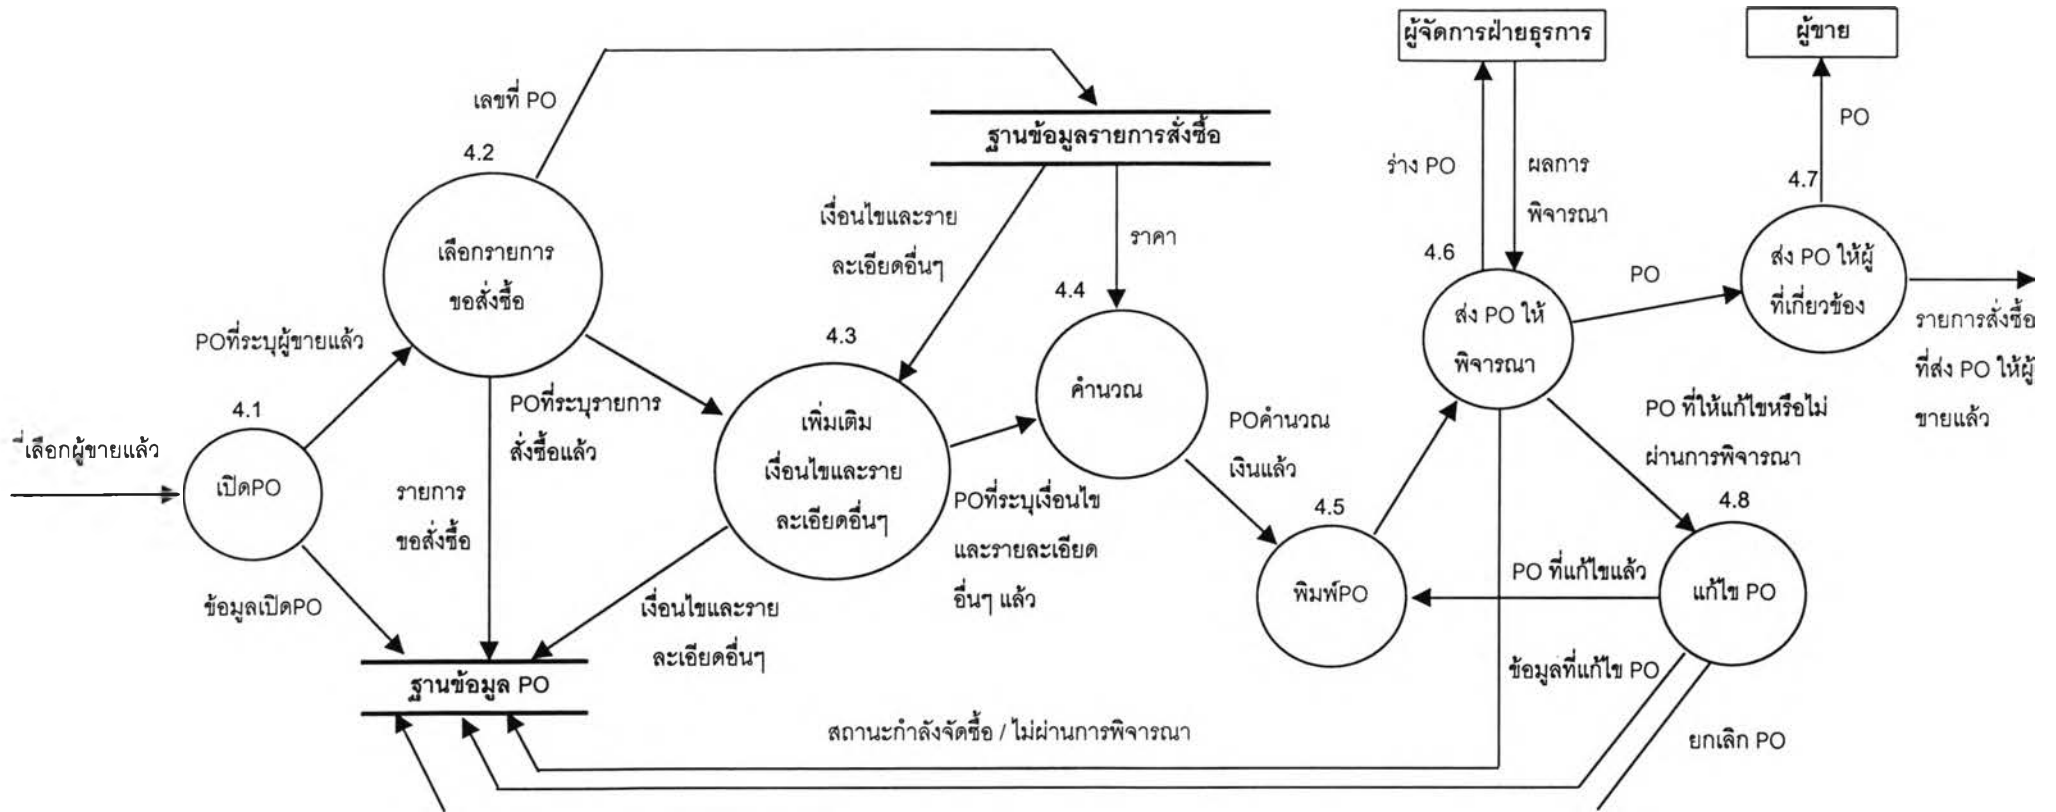 ผู้จัดการฝ่ายธุรการ
ผู้ขาย
เลขที่ PO
ฐานข้อมูลรายการสั่งซื้อ
PO
4.2
ร่าง PO
ผลการ
พิจารณา
4.7
เลือกรายการ
ขอสั่งซื้อ
เงื่อนไขและราย
ละเอียดอื่นๆ
ราคา
4.6
ส่ง PO ให้
พิจารณา
PO
ส่ง PO ให้ผู้
ที่เกี่ยวข้อง
รายการสั่งซื้อ
ที่ส่ง PO ให้ผู้
ขายแล้ว
POที่ระบุผู้ขายแล้ว
4.3
4.4
คำนวณ
4.1
POที่ระบุรายการ
สั่งซื้อแล้ว
เพิ่มเติม
เงื่อนไขและราย
ละเอียดอื่นๆ
POคำนวณ
เงินแล้ว
PO ที่ให้แก้ไขหรือไม่
ผ่านการพิจารณา
ที่เลือกผู้ขายแล้ว
เปิดPO
รายการ
ขอสั่งซื้อ
POที่ระบุเงื่อนไข
และรายละเอียด
อื่นๆ แล้ว
4.5
พิมพ์PO
4.8
แก้ไข PO
PO ที่แก้ไขแล้ว
ข้อมูลเปิดPO
เงื่อนไขและราย
ละเอียดอื่นๆ
ฐานข้อมูล PO
ข้อมูลที่แก้ไข PO
สถานะกำลังจัดซื้อ / ไม่ผ่านการพิจารณา
ยกเลิก PO